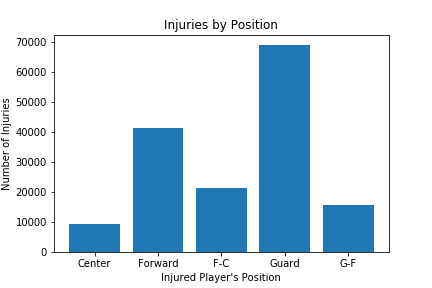 Injuries by Position
Number of Injuries
70000
60000
50000
40000
30000
20000
10000
0
Center Forward F-C Guard G-F
Injured Player's Position